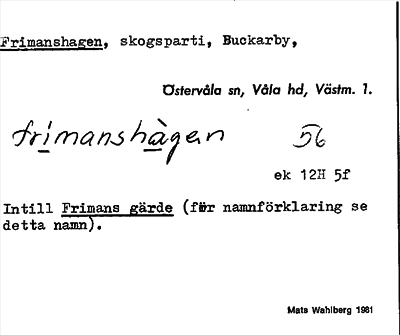 Frimanshagen, skogsparti, Buckarby,
Östervåla sn, Våla hd, Västm. l.
frimanshàgen 56
ek 12H 5f
Intill Frimans gärde (för namnförklaring se
detta namn).
Mats Wahlberg 1981